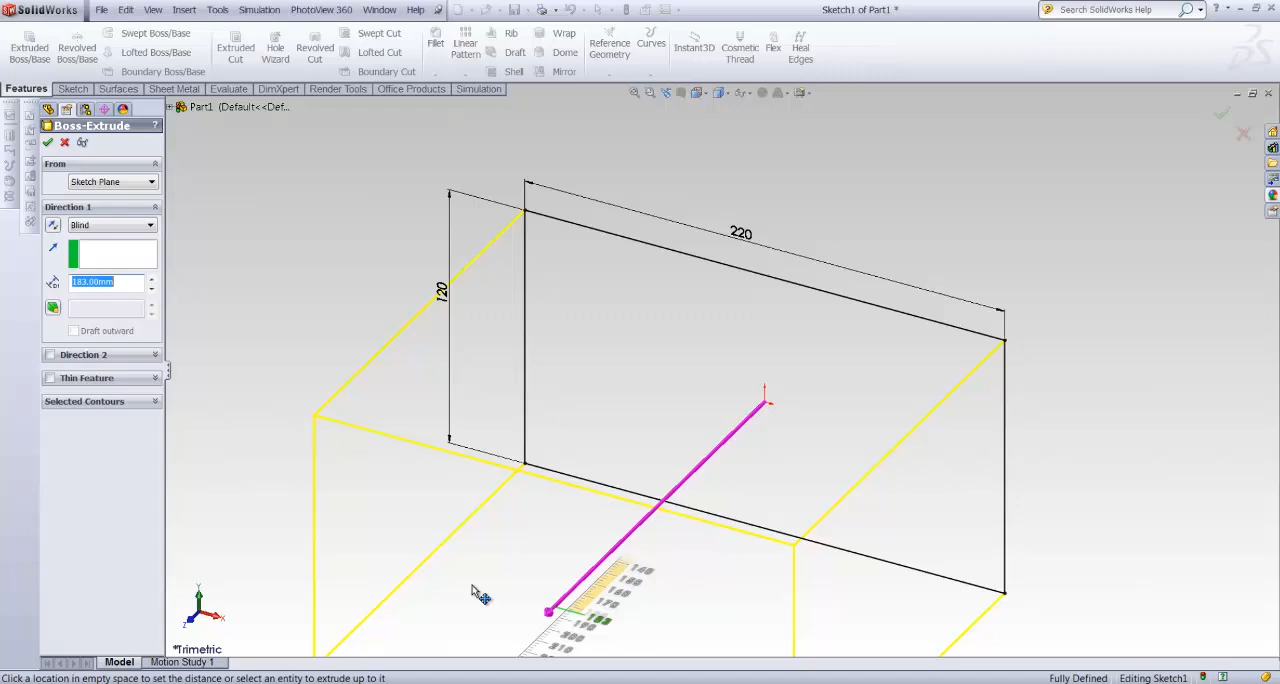 SolidWorks File Edit View Insert Tools Simulation PhotoView 360 Window Help Sketch1 of Part1 * Search SolidWorks Help
Extruded Boss/Base Revolved Boss/Base Swept Boss/Base Lofted Boss/Base Boundary Boss/Base Extruded Cut Hole Wizard Revolved Cut Swept Cut Lofted Cut Boundary Cut Fillet Linear Pattern Rib Draft Shell Wrap Dome Mirror Reference Geometry Curves Instant3D Cosmetic Thread Flex Heal Edges
Features Sketch Surfaces Sheet Metal Evaluate DimXpert Render Tools Office Products Simulation
Part1 (Default<<Def...
Boss-Extrude ?
From
Sketch Plane
Direction 1
Blind
183.00mm
Draft outward
Direction 2
Thin Feature
Selected Contours
220
120
140
160
170
190
200
210
Y
X
Z
*Trimetric
Model Motion Study 1
Click a location in empty space to set the distance or select an entity to extrude up to it Fully Defined Editing Sketch1